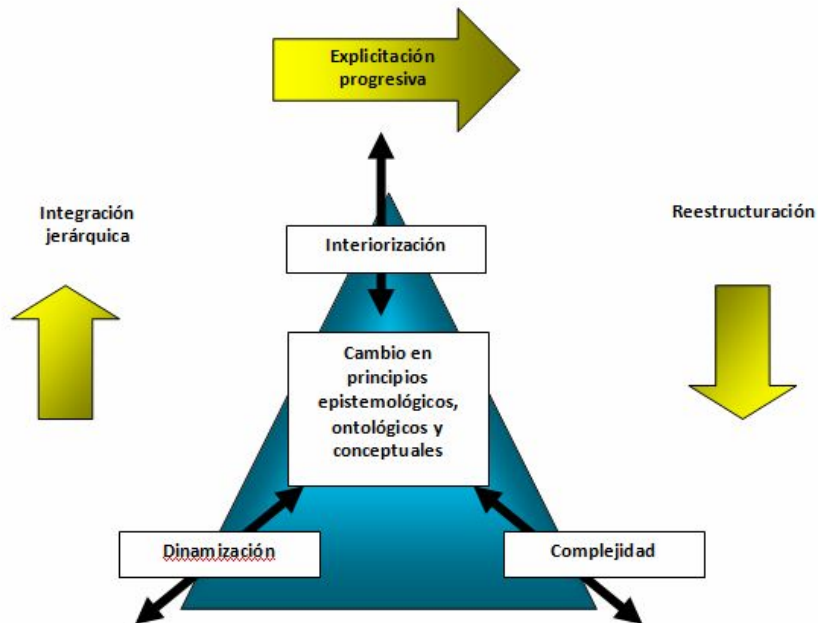 Explicitación
progresiva
Integración
jerárquica
Reestructuración
Interiorización
Cambio en
principios
epistemológicos,
ontológicos y
conceptuales
Dinamización
Complejidad